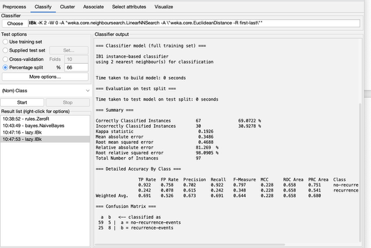 Preprocess Classify Cluster Associate Select attributes Visualize
Classifier
Choose IBk -K 2 -W 0 -A "weka.core.neighboursearch.LinearNNSearch -A \"weka.core.EuclideanDistance -R first-last\""
Test options
Use training set
Supplied test set Set...
Cross-validation Folds 10
Percentage split % 66
More options...
(Nom) Class
Start Stop
Result list (right-click for options)
10:38:52 - rules.ZeroR
10:43:49 - bayes.NaiveBayes
10:47:15 - lazy.IBk
10:47:53 - lazy.IBk
Classifier output
=== Classifier model (full training set) ===
IB1 instance-based classifier
using 2 nearest neighbour(s) for classification
Time taken to build model: 0 seconds
=== Evaluation on test split ===
Time taken to test model on test split: 0 seconds
=== Summary ===
Correctly Classified Instances 67 69.0722 %
Incorrectly Classified Instances 30 30.9278 %
Kappa statistic 0.1926
Mean absolute error 0.3486
Root mean squared error 0.4688
Relative absolute error 81.269 %
Root relative squared error 98.0905 %
Total Number of Instances 97
=== Detailed Accuracy By Class ===
TP Rate FP Rate Precision Recall F-Measure MCC ROC Area PRC Area Class
0.922 0.758 0.702 0.922 0.797 0.228 0.658 0.751 no-recurre
0.242 0.078 0.615 0.242 0.348 0.228 0.658 0.541 recurrence
Weighted Avg. 0.691 0.526 0.673 0.691 0.644 0.228 0.658 0.680
=== Confusion Matrix ===
a b <-- classified as
59 5 | a = no-recurrence-events
25 8 | b = recurrence-events